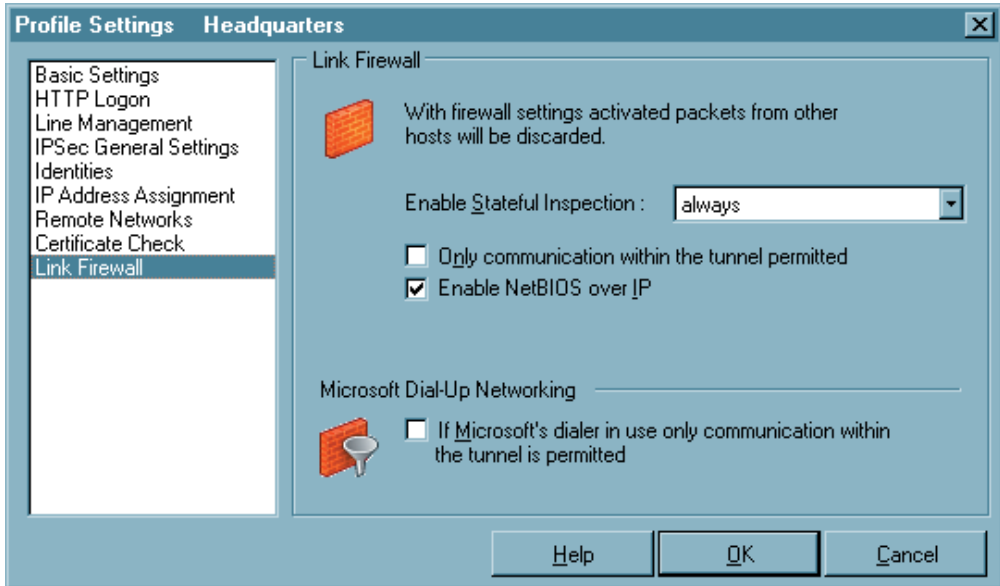 Profile Settings Headquarters
Basic Settings
HTTP Logon
Line Management
IPSec General Settings
Identities
IP Address Assignment
Remote Networks
Certificate Check
Link Firewall
Link Firewall
With firewall settings activated packets from other
hosts will be discarded.
Enable Stateful Inspection :
always
Only communication within the tunnel permitted
Enable NetBIOS over IP
Microsoft Dial-Up Networking
If Microsoft's dialer in use only communication within
the tunnel is permitted
Help
OK
Cancel